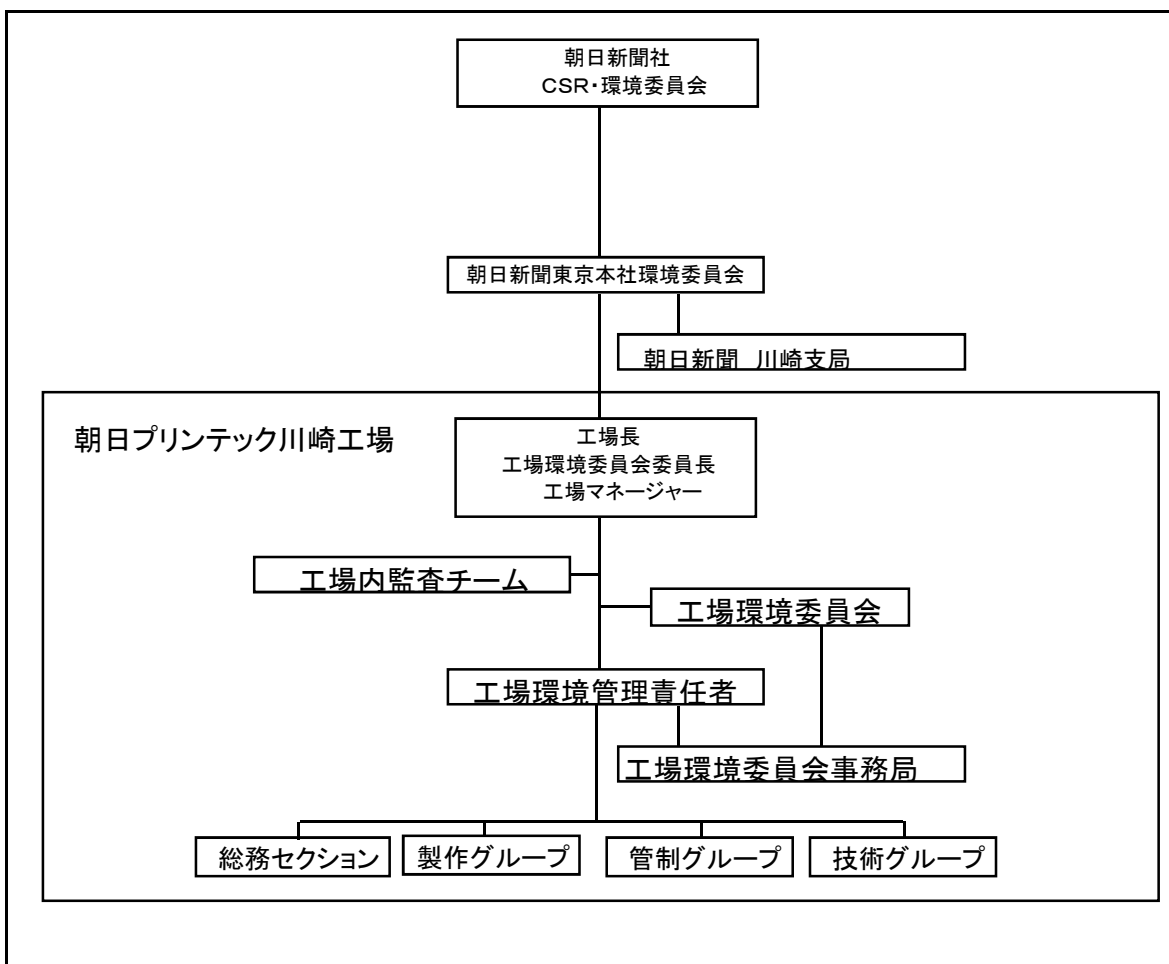 朝日新聞社
CSR・環境委員会
朝日新聞東京本社環境委員会
朝日新聞　川崎支局
朝日プリンテック川崎工場
工場長
工場環境委員会委員長
工場マネージャー
工場内監査チーム
工場環境委員会
工場環境管理責任者
工場環境委員会事務局
総務セクション
製作グループ
管制グループ
技術グループ